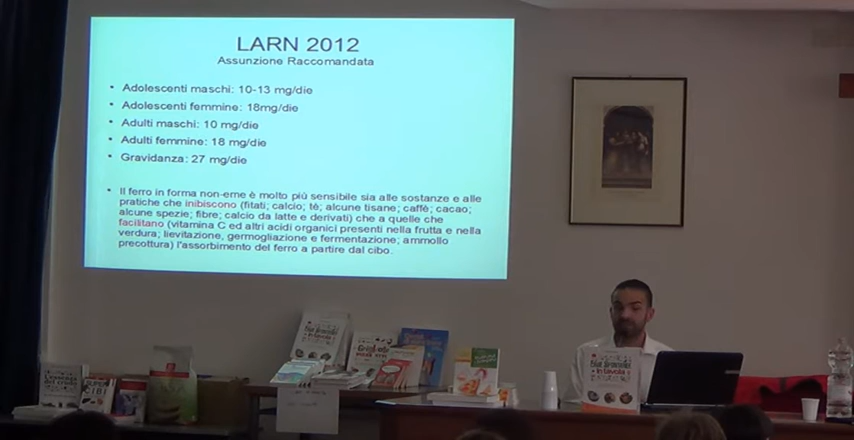 LARN 2012
Assunzione Raccomandata
• Adolescenti maschi: 10-13 mg/die
• Adolescenti femmine: 18mg/die
• Adulti maschi: 10 mg/die
• Adulti femmine: 18 mg/die
• Gravidanza: 27 mg/die
• Il ferro in forma non-eme è molto più sensibile sia alle sostanze e alle
pratiche che inibiscono (fitati; calcio; tè; alcune tisane; caffè; cacao;
alcune spezie; fibre; calcio da latte e derivati) che a quelle che
facilitano (vitamina C ed altri acidi organici presenti nella frutta e nella
verdura; lievitazione, germogliazione e fermentazione; ammollo
precottura) l'assorbimento del ferro a partire dal cibo.
in tavola
SUPER
CIBI